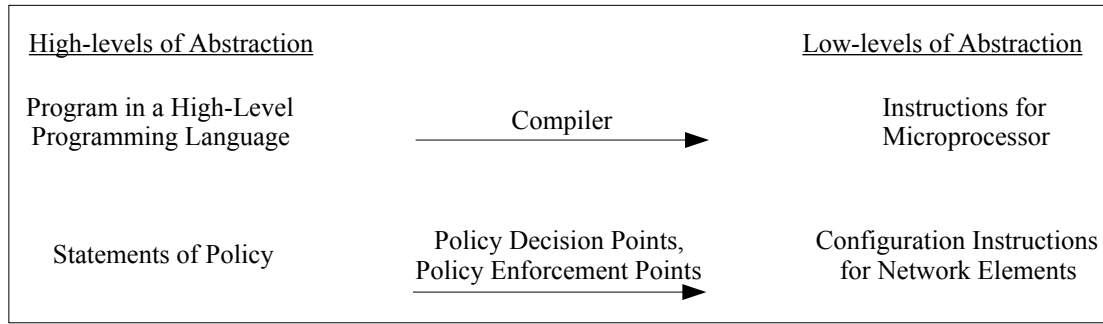 High-levels of Abstraction
Low-levels of Abstraction
Program in a High-Level
Programming Language
Compiler
Instructions for
Microprocessor
Statements of Policy
Policy Decision Points,
Policy Enforcement Points
Configuration Instructions
for Network Elements